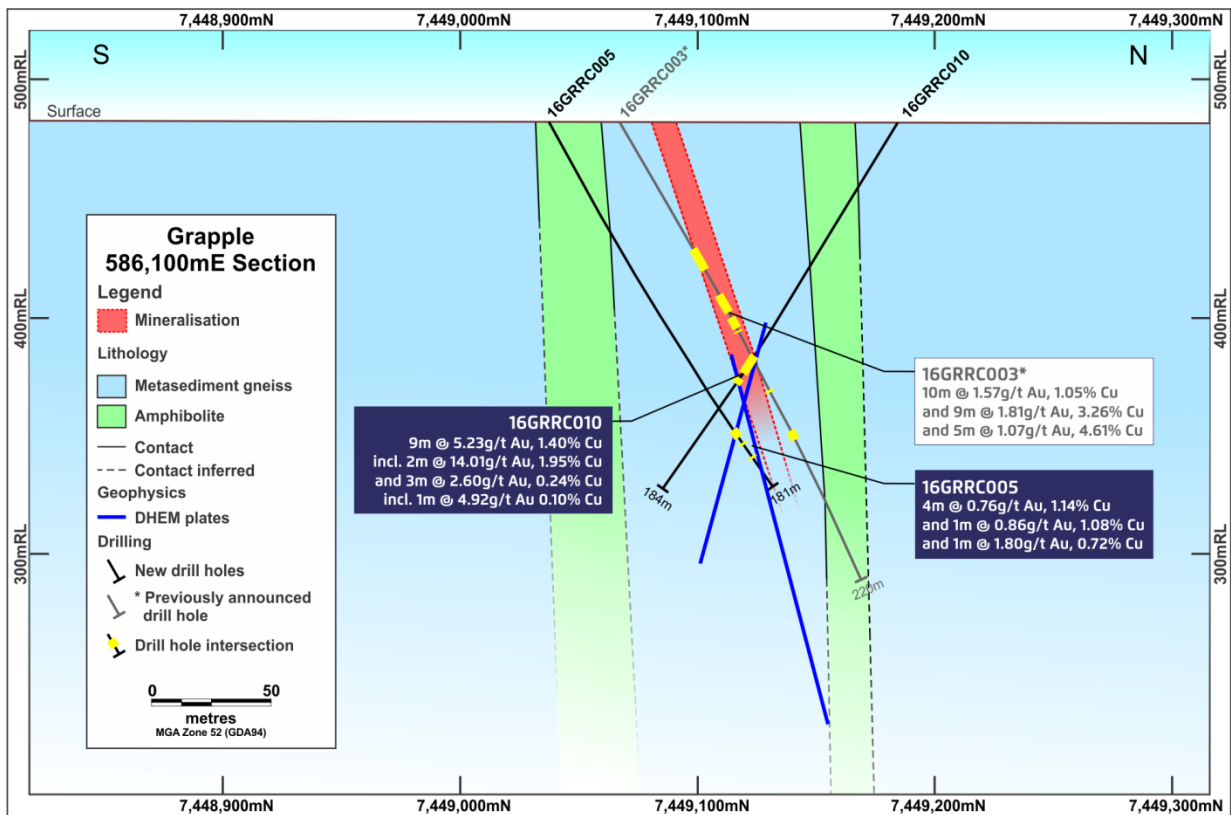 7,448,900mN
7,449,000mN
7,449,100mN
7,449,200mN
7,449,300mN
S
N
16GRRC005
16GRRC003*
16GRRC010
500mRL
500mRL
Surface
400mRL
400mRL
300mRL
300mRL
Grapple
586,100mE Section
Legend
Mineralisation
Lithology
Metasediment gneiss
Amphibolite
Contact
Contact inferred
Geophysics
DHEM plates
Drilling
New drill holes
* Previously announced
drill hole
Drill hole intersection
0 50
metres
MGA Zone 52 (GDA94)
16GRRC010
9m @ 5.23g/t Au, 1.40% Cu
incl. 2m @ 14.01g/t Au, 1.95% Cu
and 3m @ 2.60g/t Au, 0.24% Cu
incl. 1m @ 4.92g/t Au 0.10% Cu
16GRRC003*
10m @ 1.57g/t Au, 1.05% Cu
and 9m @ 1.81g/t Au, 3.26% Cu
and 5m @ 1.07g/t Au, 4.61% Cu
16GRRC005
4m @ 0.76g/t Au, 1.14% Cu
and 1m @ 0.86g/t Au, 1.08% Cu
and 1m @ 1.80g/t Au, 0.72% Cu
184m
181m
220m
7,448,900mN
7,449,000mN
7,449,100mN
7,449,200mN
7,449,300mN